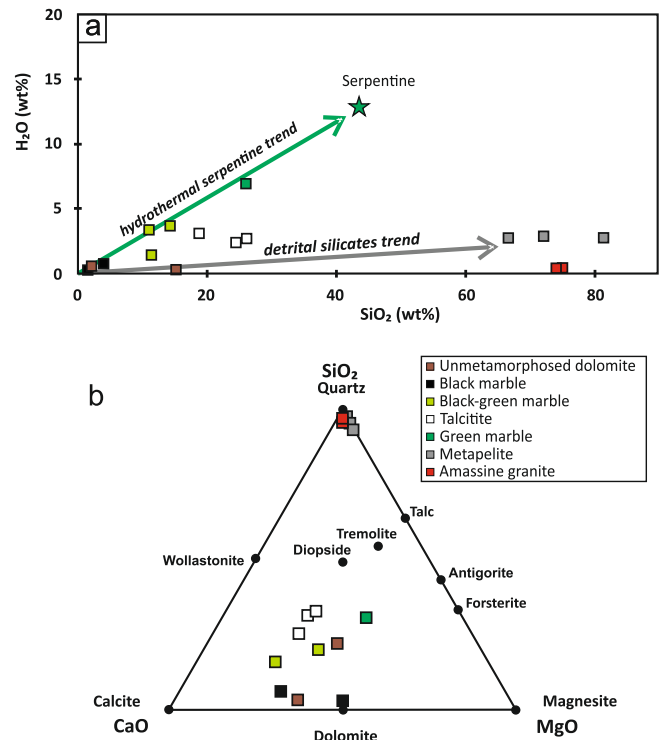 a
20
15
10
5
0
H₂O (wt%)
Serpentine
hydrothermal serpentine trend
detrital silicates trend
0
20
40
60
80
SiO₂ (wt%)
b
SiO₂
Quartz
Unmetamorphosed dolomite
Black marble
Black-green marble
Talcitite
Green marble
Metapelite
Amassine granite
Talc
Tremolite
Diopside
Wollastonite
Antigorite
Forsterite
Calcite
CaO
Magnesite
MgO
Dolomite